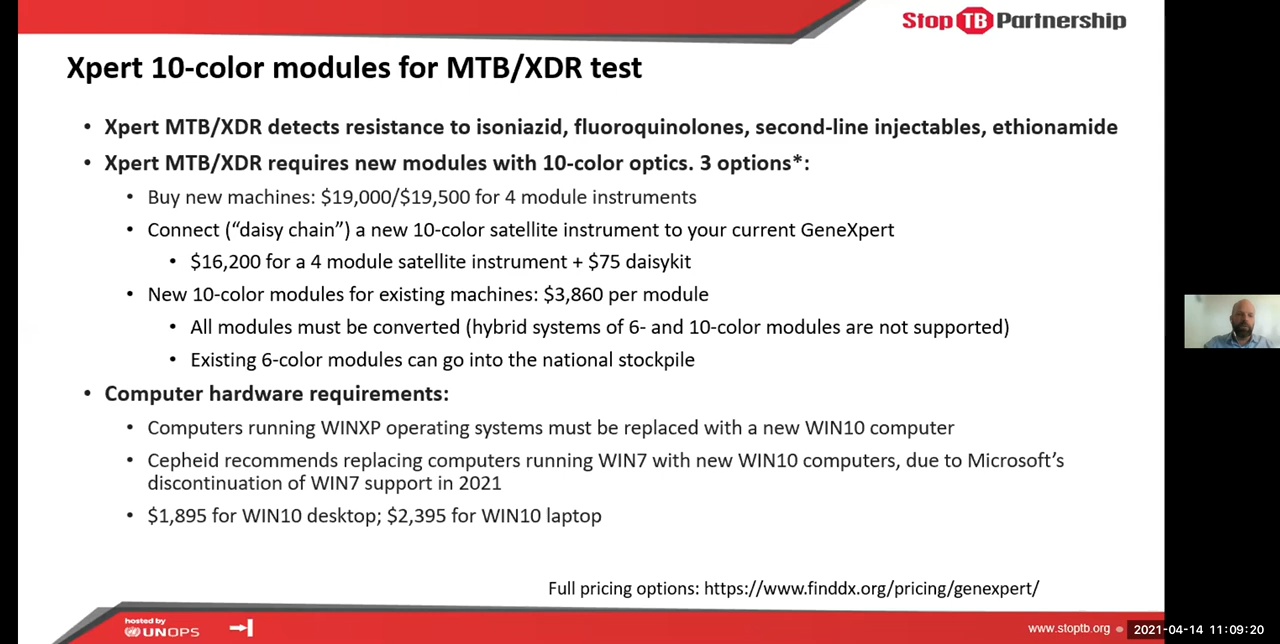 Stop TB Partnership
Xpert 10-color modules for MTB/XDR test
• Xpert MTB/XDR detects resistance to isoniazid, fluoroquinolones, second-line injectables, ethionamide
• Xpert MTB/XDR requires new modules with 10-color optics. 3 options*:
• Buy new machines: $19,000/$19,500 for 4 module instruments
• Connect (“daisy chain”) a new 10-color satellite instrument to your current GeneXpert
• $16,200 for a 4 module satellite instrument + $75 daisykit
• New 10-color modules for existing machines: $3,860 per module
• All modules must be converted (hybrid systems of 6- and 10-color modules are not supported)
• Existing 6-color modules can go into the national stockpile
• Computer hardware requirements:
• Computers running WINXP operating systems must be replaced with a new WIN10 computer
• Cepheid recommends replacing computers running WIN7 with new WIN10 computers, due to Microsoft’s
discontinuation of WIN7 support in 2021
• $1,895 for WIN10 desktop; $2,395 for WIN10 laptop
Full pricing options: https://www.finddx.org/pricing/genexpert/
hosted by
UNOPS
www.stoptb.org
2021-04-14 11:09:20